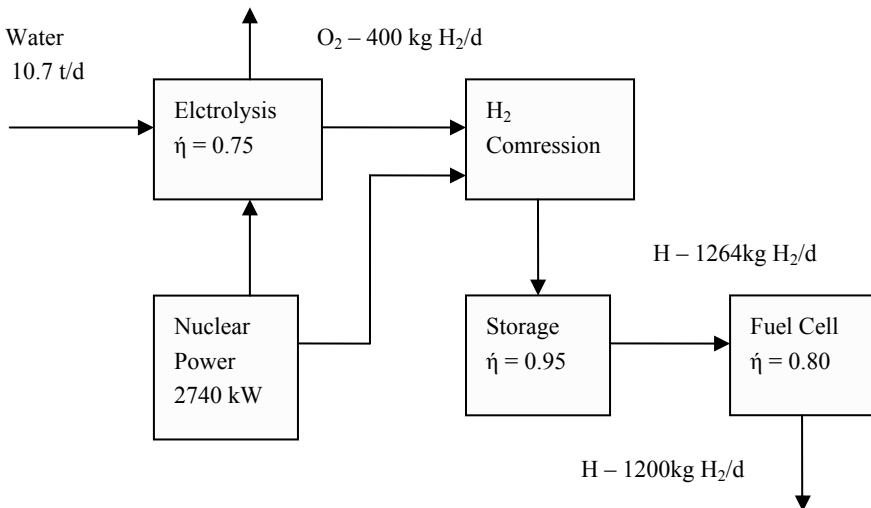 Water
10.7 t/d
O₂ – 400 kg H₂/d
Elctrolysis
ή = 0.75
H₂
Comression
H – 1264kg H₂/d
Nuclear
Power
2740 kW
Storage
ή = 0.95
Fuel Cell
ή = 0.80
H – 1200kg H₂/d